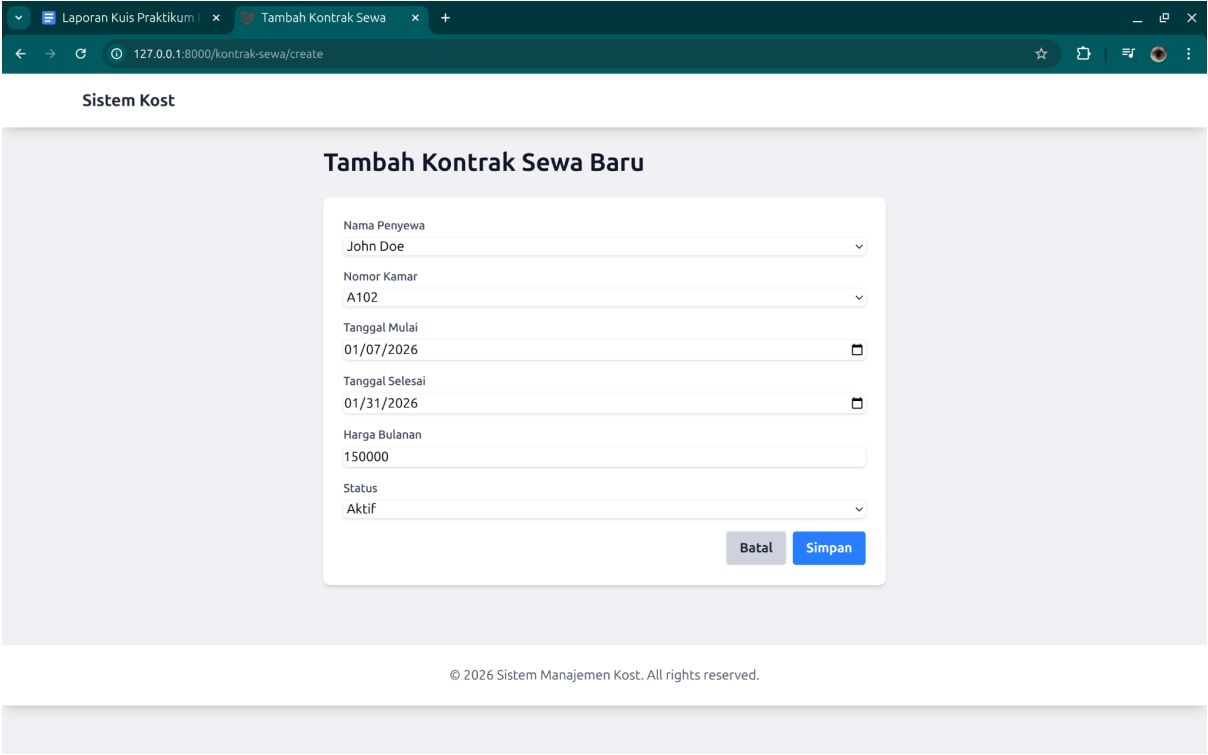 Laporan Kuis Praktikum
Tambah Kontrak Sewa
127.0.0.1:8000/kontrak-sewa/create
Sistem Kost
Tambah Kontrak Sewa Baru
Nama Penyewa
John Doe
Nomor Kamar
A102
Tanggal Mulai
01/07/2026
Tanggal Selesai
01/31/2026
Harga Bulanan
150000
Status
Aktif
Batal
Simpan
© 2026 Sistem Manajemen Kost. All rights reserved.